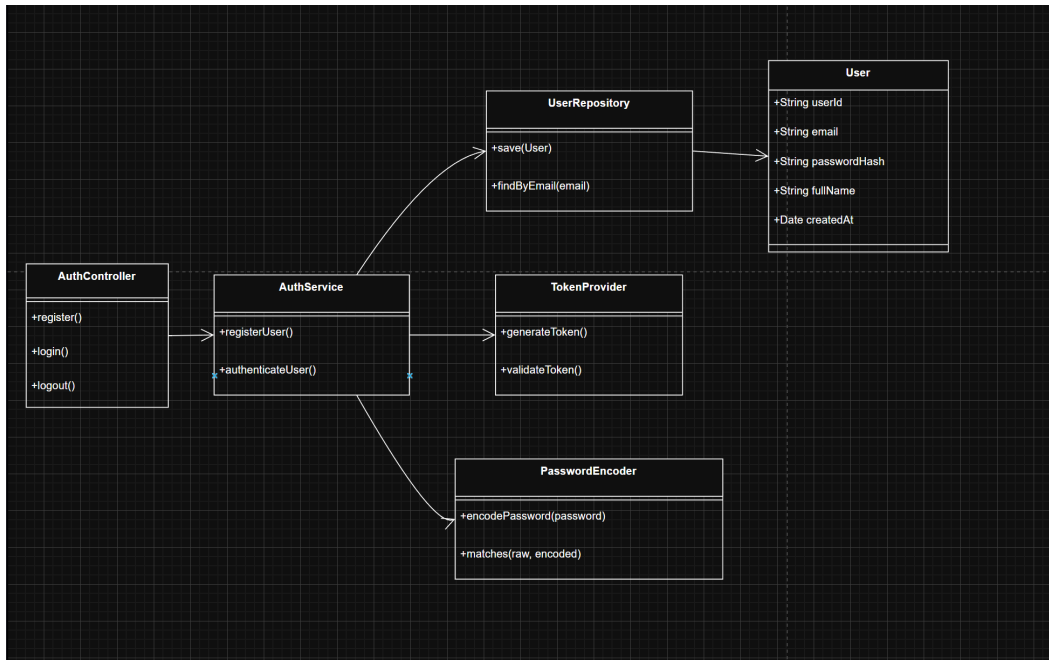 AuthController
+register()
+login()
+logout()
AuthService
+registerUser()
+authenticateUser()
UserRepository
+save(User)
+findByEmail(email)
TokenProvider
+generateToken()
+validateToken()
PasswordEncoder
+encodePassword(password)
+matches(raw, encoded)
User
+String userId
+String email
+String passwordHash
+String fullName
+Date createdAt